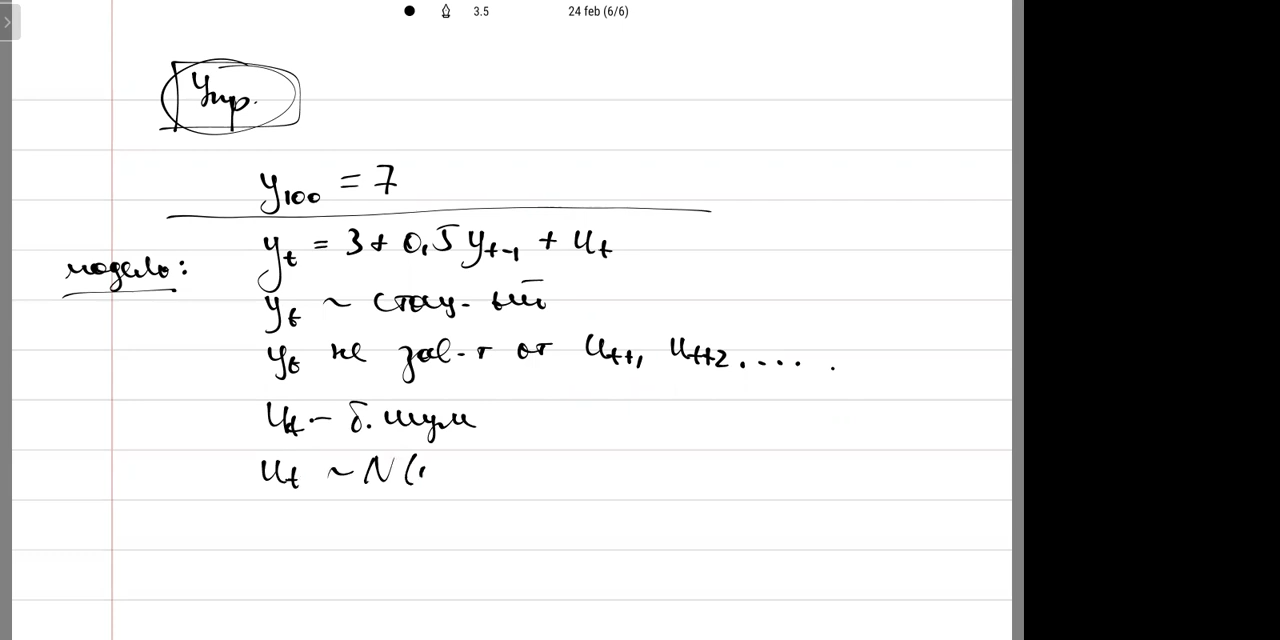 3.5 24 feb (6/6)
Упр.
y₁₀₀ = 7
модель: yₜ = 3 + 0,5 yₜ₋₁ + uₜ
yₜ ~ стац-ый
yₜ не зав-т от uₜ₊₁, uₜ₊₂ . . . . .
uₜ – б. шум
uₜ ~ N (